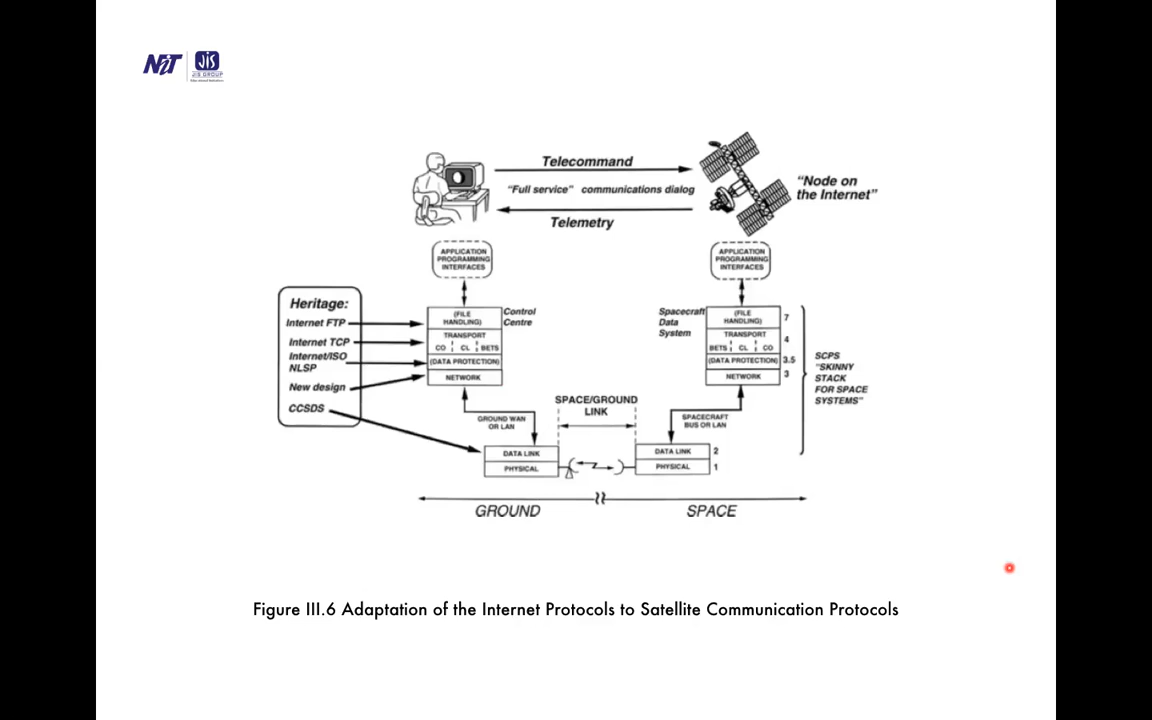 NiT
JIS
JIS GROUP
Educational Initiatives
Telecommand
"Full service" communications dialog
Telemetry
"Node on
the Internet"
APPLICATION
PROGRAMMING
INTERFACES
APPLICATION
PROGRAMMING
INTERFACES
Heritage:
Internet FTP
Internet TCP
Internet/ISO
NLSP
New design
CCSDS
(FILE
HANDLING)
TRANSPORT
CO CL BETS
(DATA PROTECTION)
NETWORK
Control
Centre
Spacecraft
Data
System
(FILE
HANDLING)
TRANSPORT
BETS CL CO
(DATA PROTECTION)
NETWORK
7
4
3.5
3
SCPS
"SKINNY
STACK
FOR SPACE
SYSTEMS"
GROUND WAN
OR LAN
SPACE/GROUND
LINK
SPACECRAFT
BUS OR LAN
DATA LINK
PHYSICAL
DATA LINK
PHYSICAL
2
1
GROUND
SPACE
Figure III.6 Adaptation of the Internet Protocols to Satellite Communication Protocols